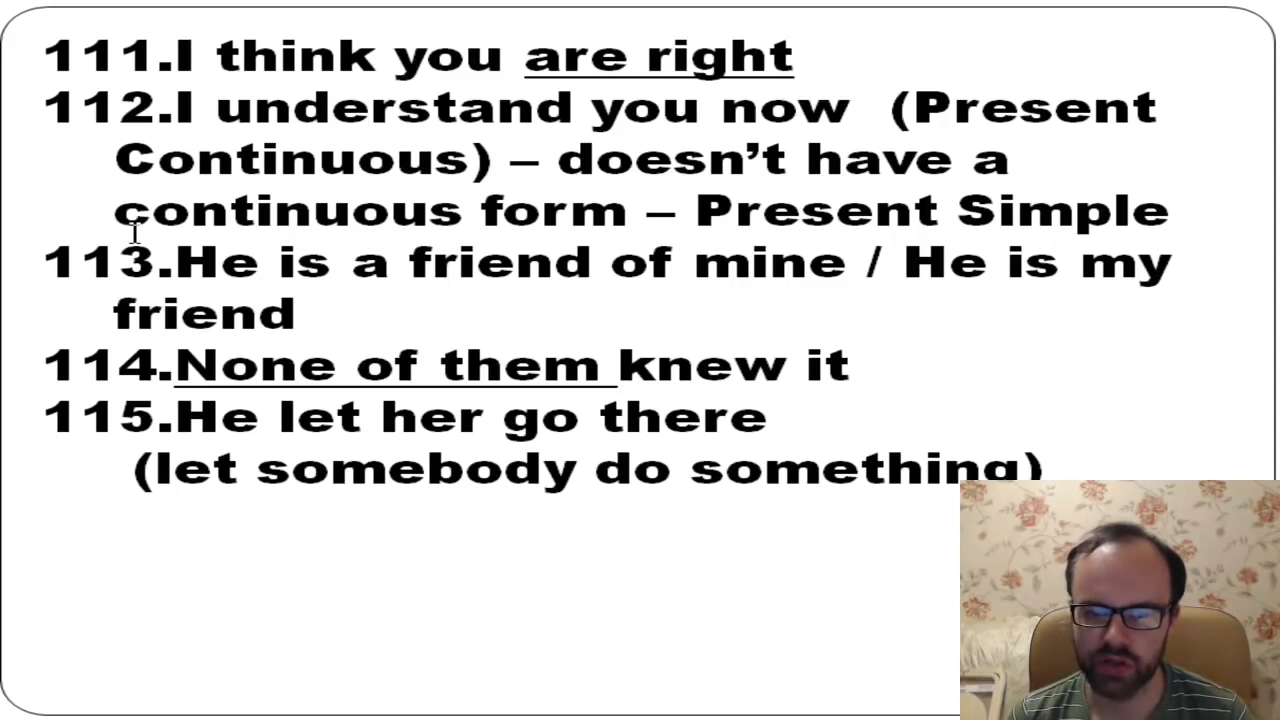 111.I think you are right
112.I understand you now (Present
Continuous) – doesn’t have a
continuous form – Present Simple
113.He is a friend of mine / He is my
friend
114.None of them knew it
115.He let her go there
(let somebody do something)